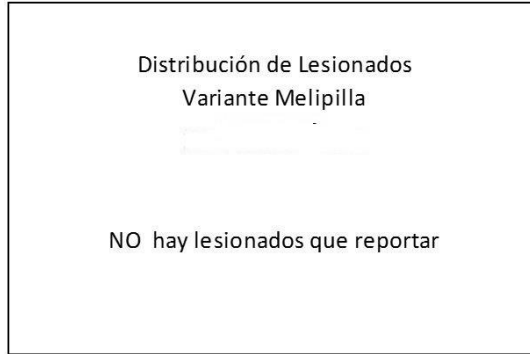 Distribución de Lesionados
Variante Melipilla
NO hay lesionados que reportar